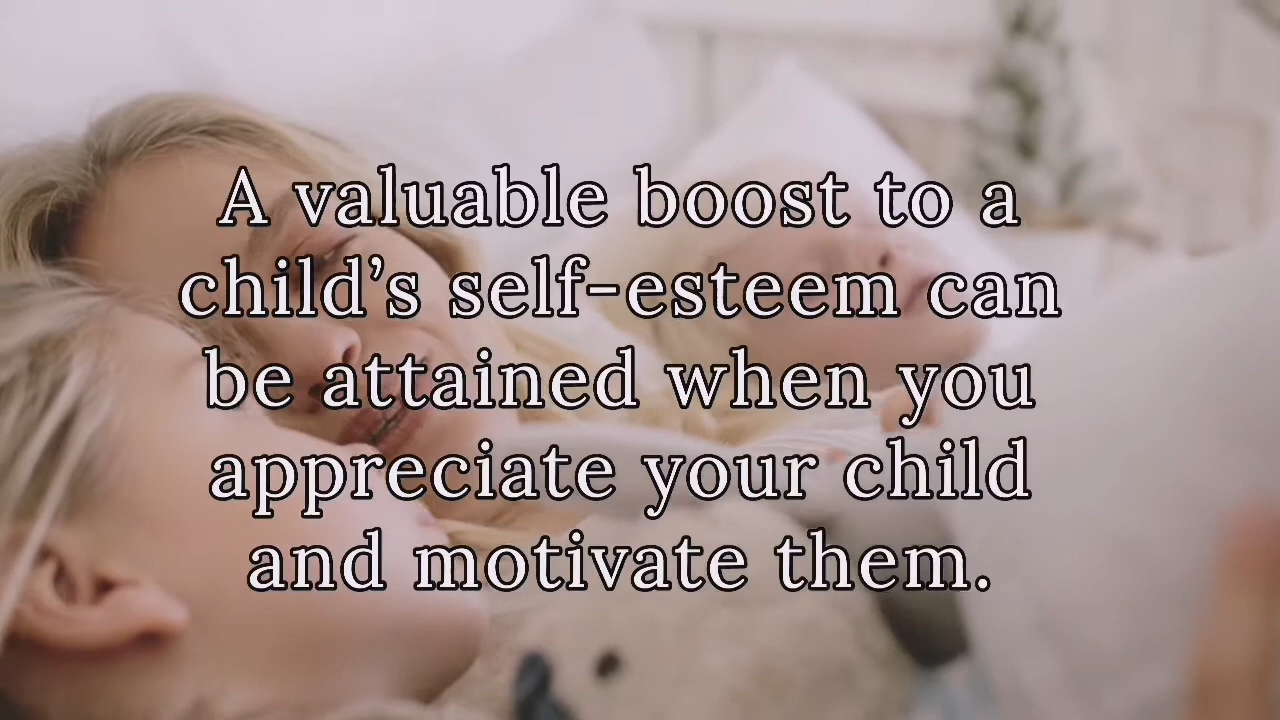 A valuable boost to a
child’s self-esteem can
be attained when you
appreciate your child
and motivate them.